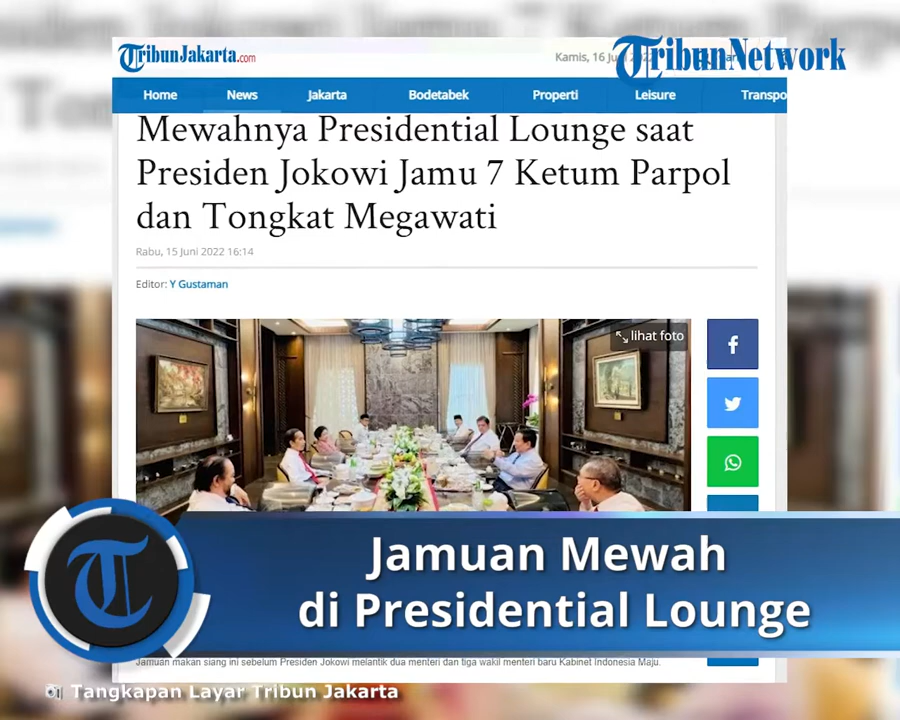 TribunJakarta.com
Kamis, 16
TribunNetwork
Home News Jakarta Bodetabek Properti Leisure Transpo
Mewahnya Presidential Lounge saat
Presiden Jokowi Jamu 7 Ketum Parpol
dan Tongkat Megawati
Rabu, 15 Juni 2022 16:14
Editor: Y Gustaman
lihat foto
Jamuan Mewah
di Presidential Lounge
Jamuan makan siang ini sebelum Presiden Jokowi melantik dua menteri dan tiga wakil menteri baru Kabinet Indonesia Maju.
Tangkapan Layar Tribun Jakarta